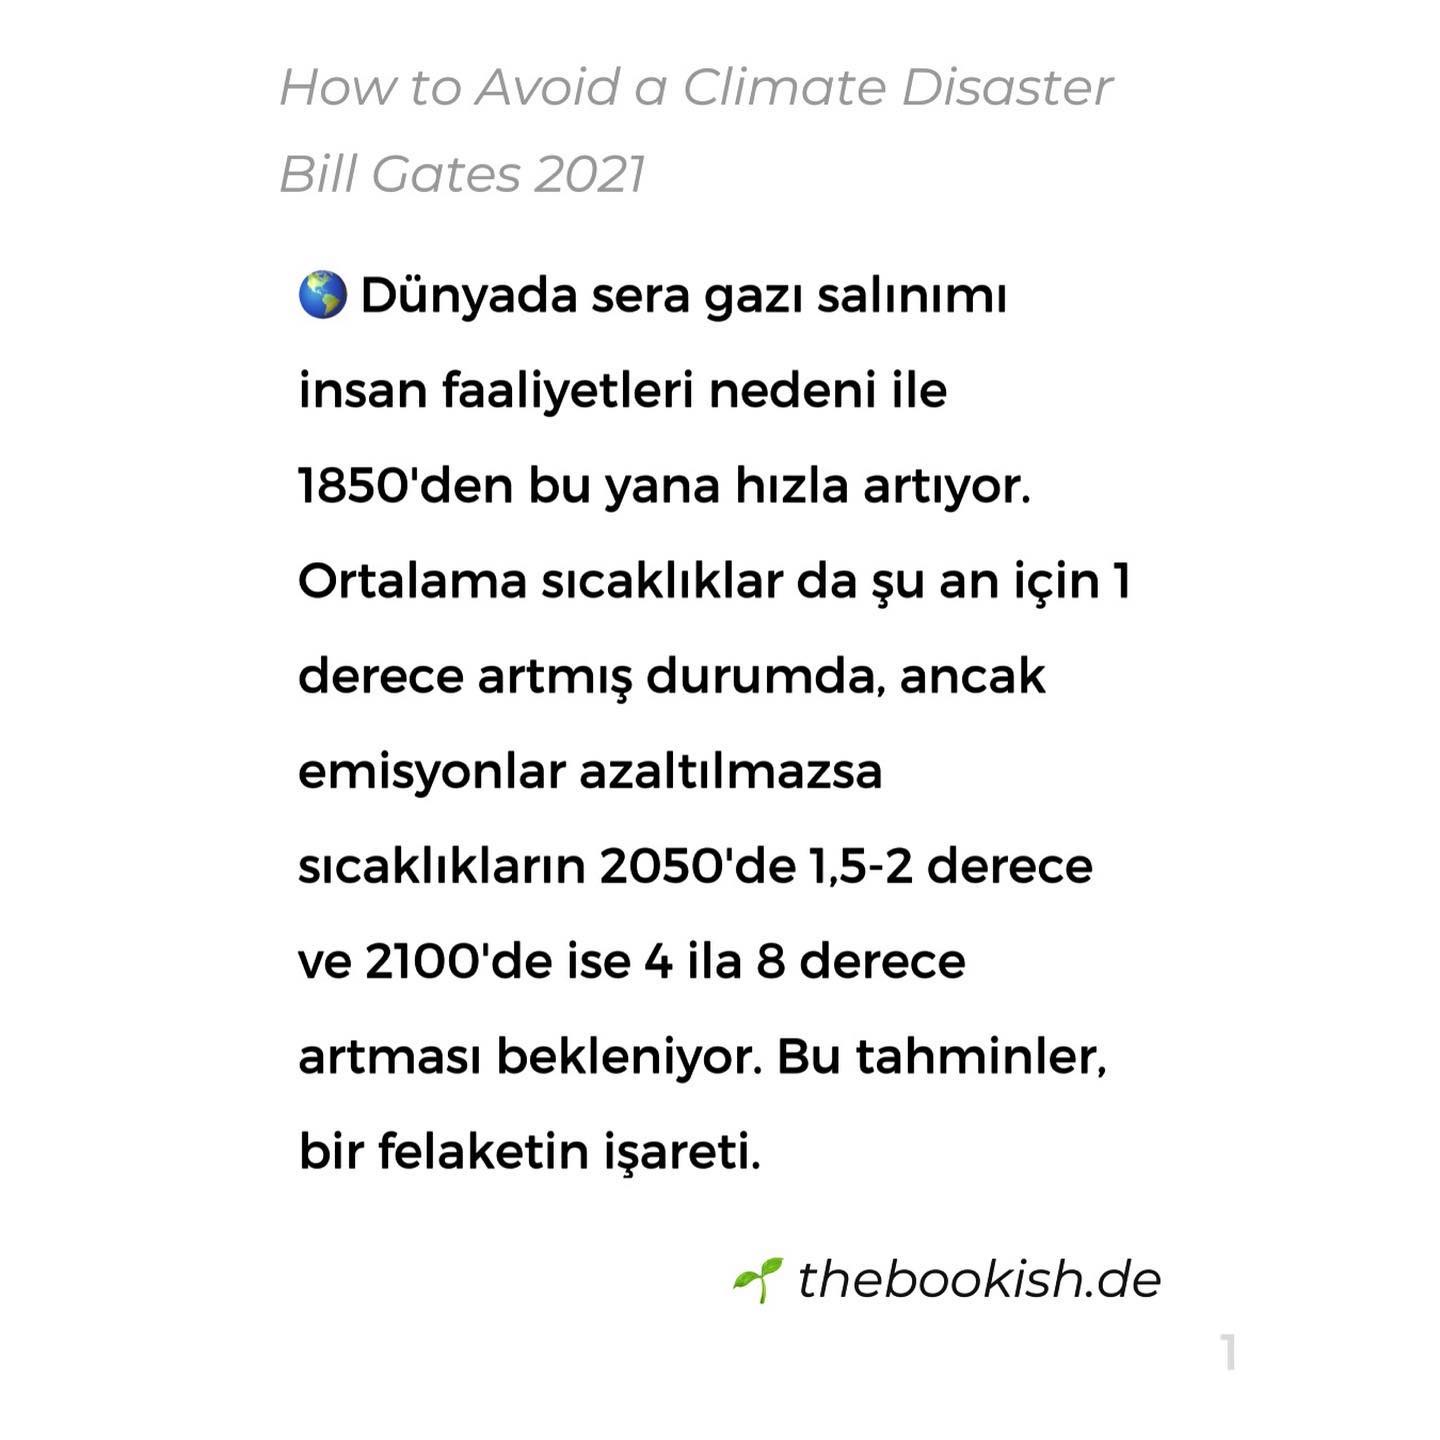 How to Avoid a Climate Disaster
Bill Gates 2021
🌎 Dünyada sera gazı salınımı
insan faaliyetleri nedeni ile
1850'den bu yana hızla artıyor.
Ortalama sıcaklıklar da şu an için 1
derece artmış durumda, ancak
emisyonlar azaltılmazsa
sıcaklıkların 2050'de 1,5-2 derece
ve 2100'de ise 4 ila 8 derece
artması bekleniyor. Bu tahminler,
bir felaketin işareti.
🌱 thebookish.de
1